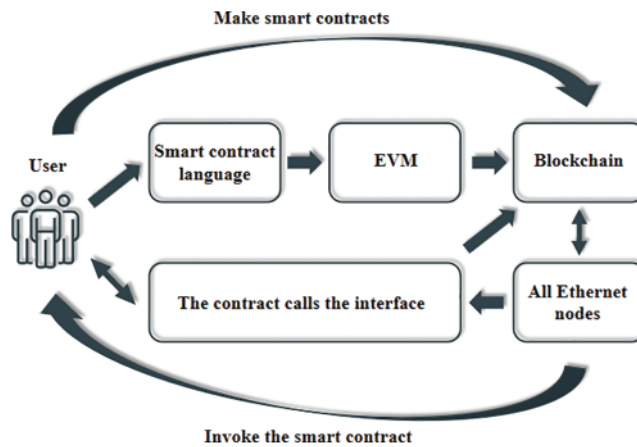 Make smart contracts
User
Smart contract
language
EVM
Blockchain
The contract calls the interface
All Ethernet
nodes
Invoke the smart contract